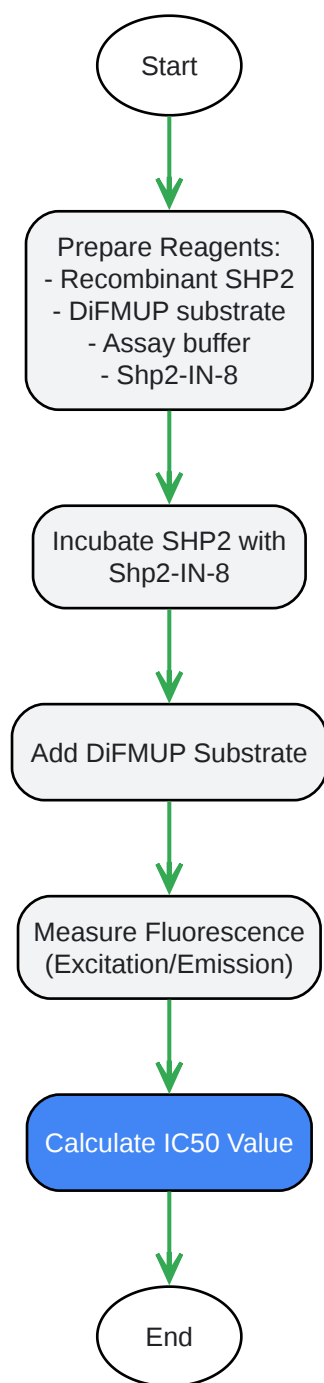 Start
Prepare Reagents:
- Recombinant SHP2
- DiFMUP substrate
- Assay buffer
- Shp2-IN-8
Incubate SHP2 with
Shp2-IN-8
Add DiFMUP Substrate
Measure Fluorescence
(Excitation/Emission)
Calculate IC50 Value
End